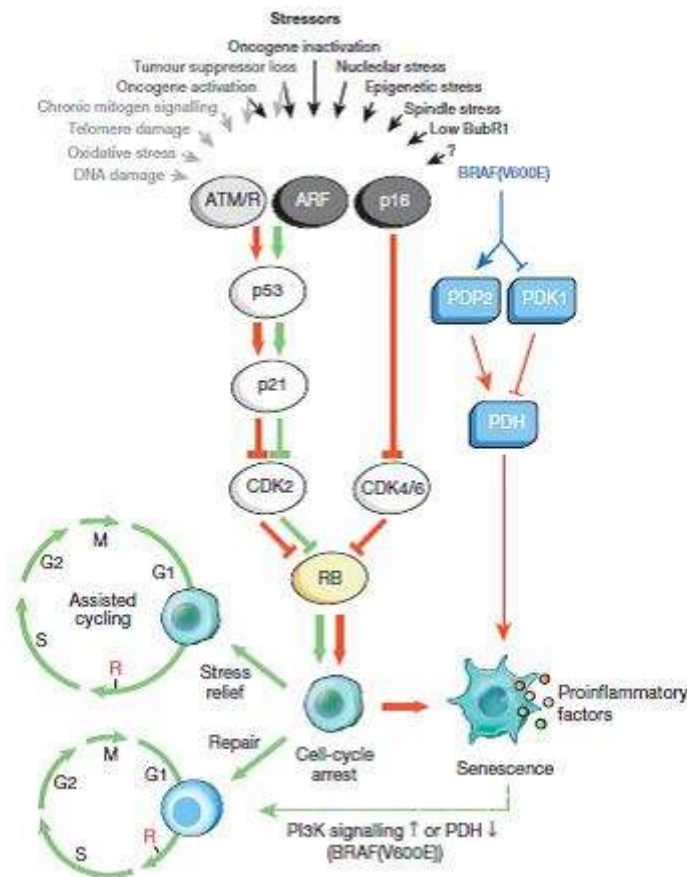 Stressors
Oncogene inactivation
Tumour suppressor loss
Nucleolar stress
Oncogene activation
Epigenetic stress
Chronic mitogen signalling
Spindle stress
Telomere damage
Low BubR1
Oxidative stress
?
DNA damage
BRAF(V600E)
ATM/R
ARF
p16
p53
PDP2
PDK1
p21
PDH
CDK2
CDK4/6
RB
M
G2
G1
Assisted
cycling
S
R
Stress
relief
Proinflammatory
factors
Repair
Cell-cycle
arrest
Senescence
M
G2
G1
R
S
PI3K signalling ↑ or PDH ↓
(BRAF(V600E))